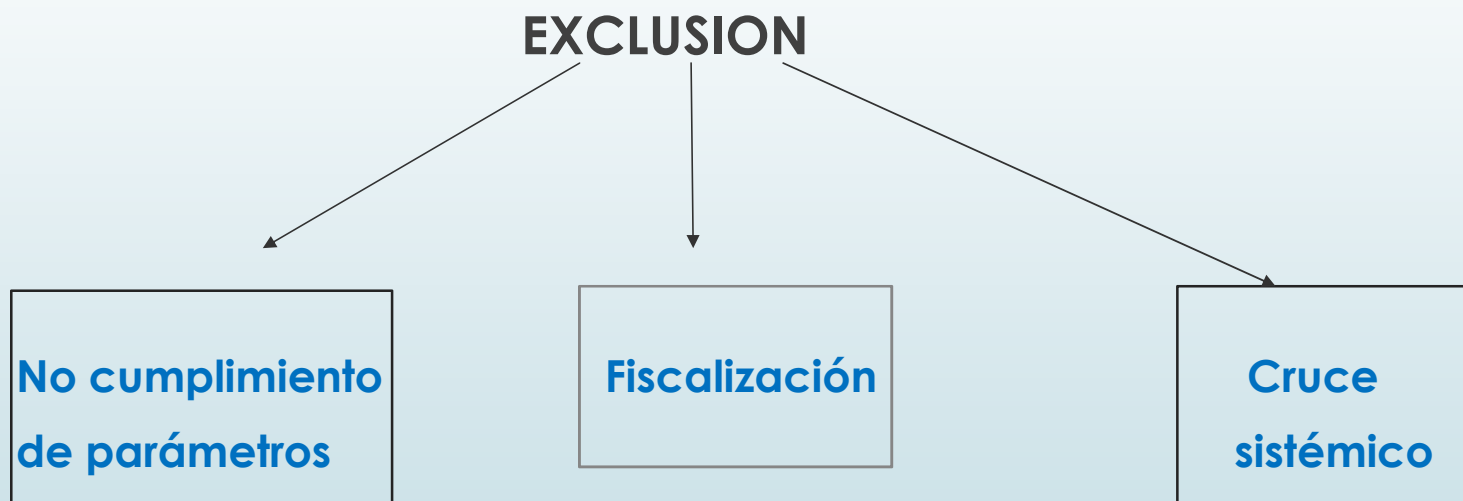 EXCLUSION
No cumplimiento
de parámetros
Fiscalización
Cruce
sistémico